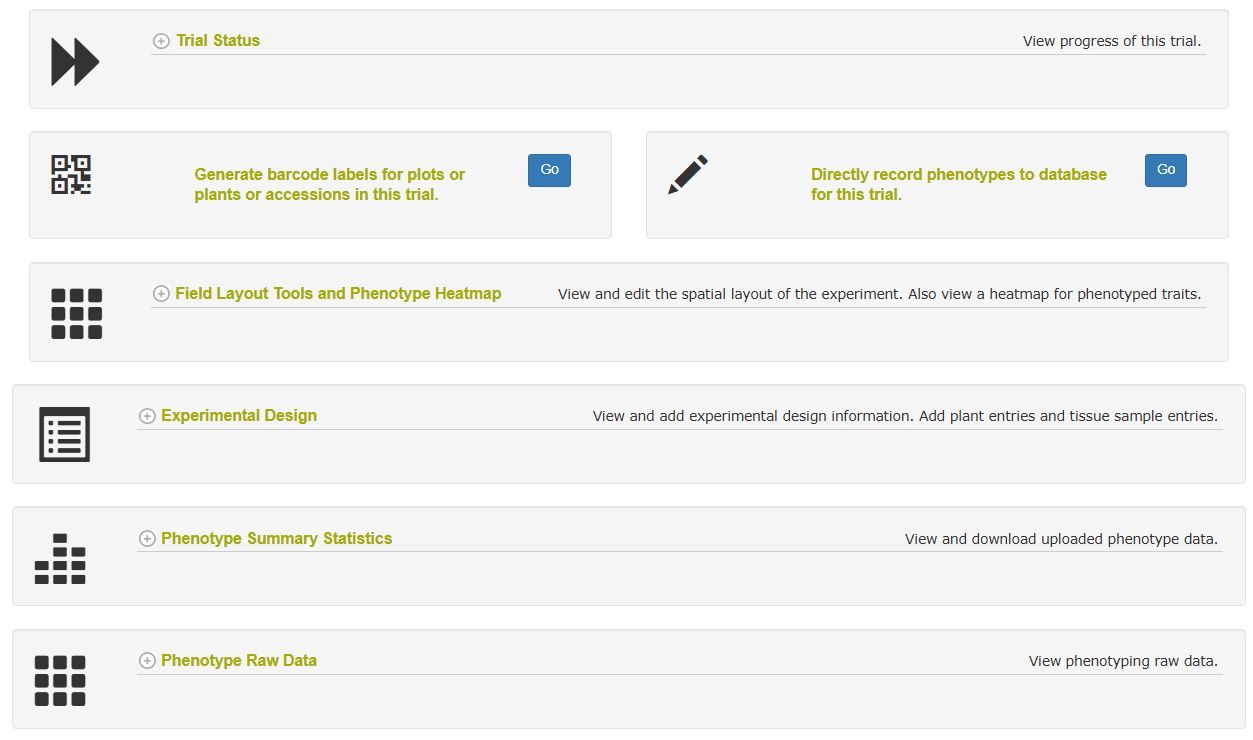 Trial Status
View progress of this trial.
Generate barcode labels for plots or
plants or accessions in this trial.
Go
Directly record phenotypes to database
for this trial.
Go
Field Layout Tools and Phenotype Heatmap
View and edit the spatial layout of the experiment. Also view a heatmap for phenotyped traits.
Experimental Design
View and add experimental design information. Add plant entries and tissue sample entries.
Phenotype Summary Statistics
View and download uploaded phenotype data.
Phenotype Raw Data
View phenotyping raw data.